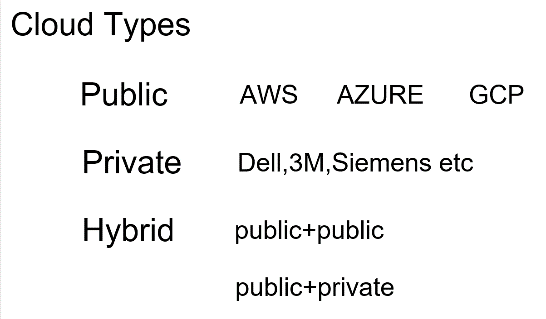 Cloud Types
Public AWS AZURE GCP
Private Dell,3M,Siemens etc
Hybrid public+public
public+private